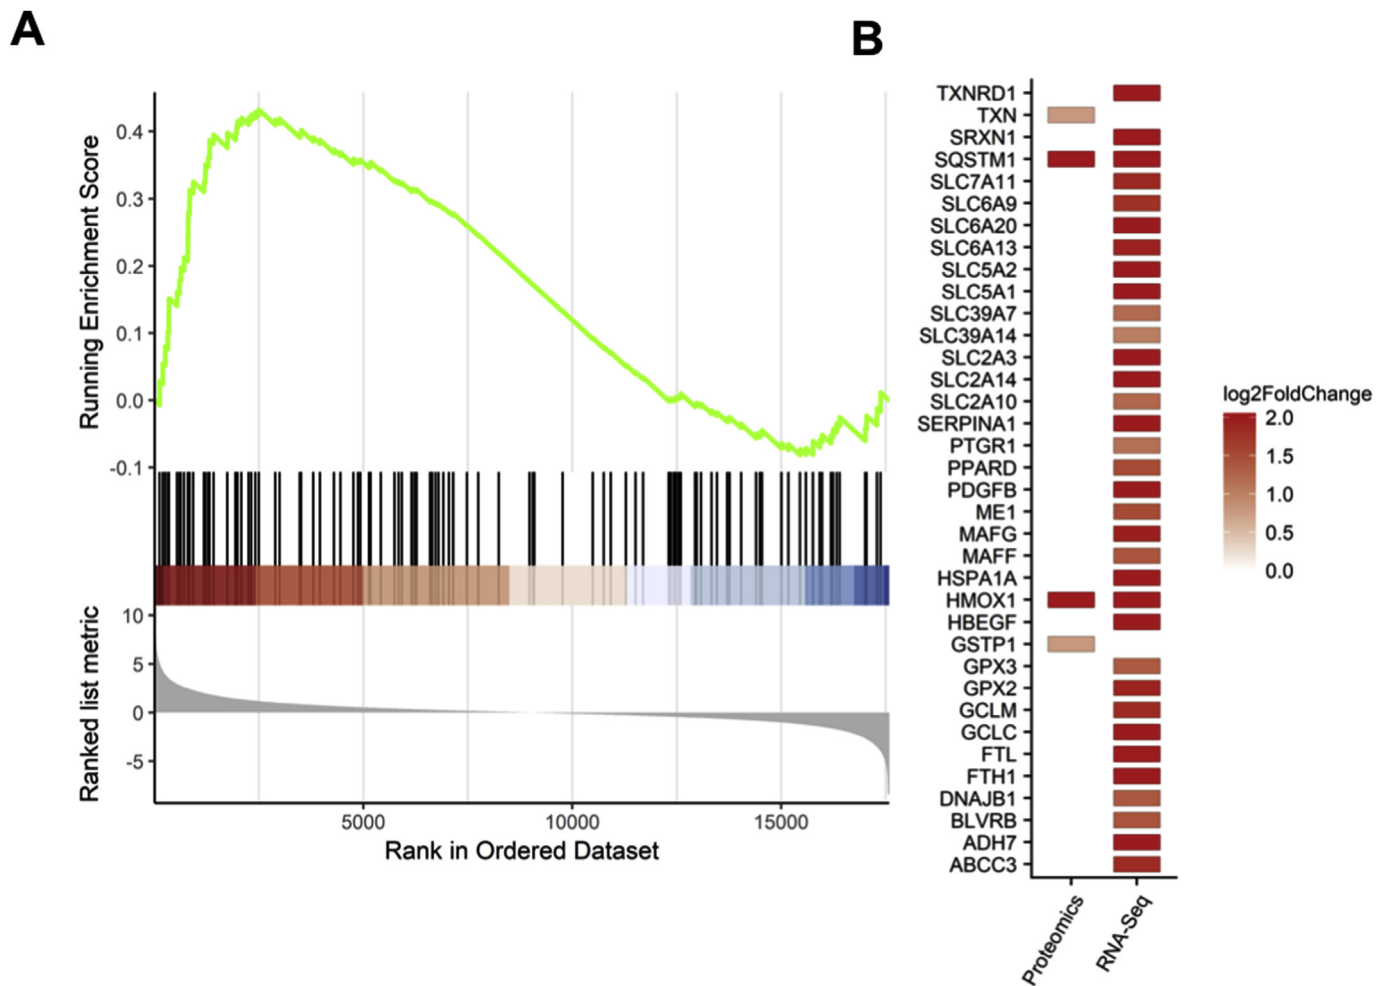 A
B
Running Enrichment Score
0.4
0.3
0.2
0.1
0.0
-0.1
Ranked list metric
10
5
0
-5
5000
10000
15000
Rank in Ordered Dataset
TXNRD1
TXN
SRXN1
SQSTM1
SLC7A11
SLC6A9
SLC6A20
SLC6A13
SLC5A2
SLC5A1
SLC39A7
SLC39A14
SLC2A3
SLC2A14
SLC2A10
SERPINA1
PTGR1
PPARD
PDGFB
ME1
MAFG
MAFF
HSPA1A
HMOX1
HBEGF
GSTP1
GPX3
GPX2
GCLM
GCLC
FTL
FTH1
DNAJB1
BLVRB
ADH7
ABCC3
Proteomics
RNA-Seq
log2FoldChange
2.0
1.5
1.0
0.5
0.0